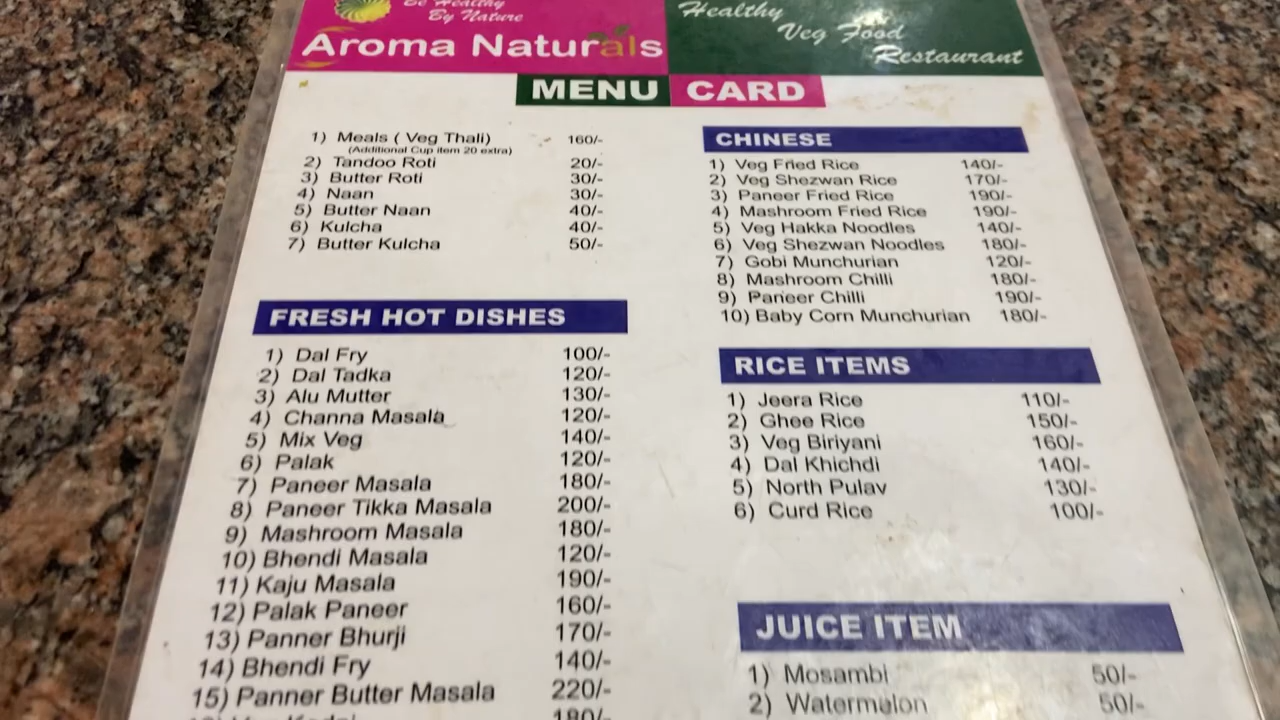 Be Healthy
By Nature
Aroma Naturals
Healthy
Veg Food
Restaurant
MENU CARD
1) Meals ( Veg Thali) 160/-
(Additional Cup item 20 extra)
2) Tandoo Roti 20/-
3) Butter Roti 30/-
4) Naan 30/-
5) Butter Naan 40/-
6) Kulcha 40/-
7) Butter Kulcha 50/-
FRESH HOT DISHES
1) Dal Fry 100/-
2) Dal Tadka 120/-
3) Alu Mutter 130/-
4) Channa Masala 120/-
5) Mix Veg 140/-
6) Palak 120/-
7) Paneer Masala 180/-
8) Paneer Tikka Masala 200/-
9) Mashroom Masala 180/-
10) Bhendi Masala 120/-
11) Kaju Masala 190/-
12) Palak Paneer 160/-
13) Panner Bhurji 170/-
14) Bhendi Fry 140/-
15) Panner Butter Masala 220/-
180/-
CHINESE
1) Veg Fried Rice 140/-
2) Veg Shezwan Rice 170/-
3) Paneer Fried Rice 190/-
4) Mashroom Fried Rice 190/-
5) Veg Hakka Noodles 140/-
6) Veg Shezwan Noodles 180/-
7) Gobi Munchurian 120/-
8) Mashroom Chilli 180/-
9) Paneer Chilli 190/-
10) Baby Corn Munchurian 180/-
RICE ITEMS
1) Jeera Rice 110/-
2) Ghee Rice 150/-
3) Veg Biriyani 160/-
4) Dal Khichdi 140/-
5) North Pulav 130/-
6) Curd Rice 100/-
JUICE ITEM
1) Mosambi 50/-
2) Watermelon 50/-